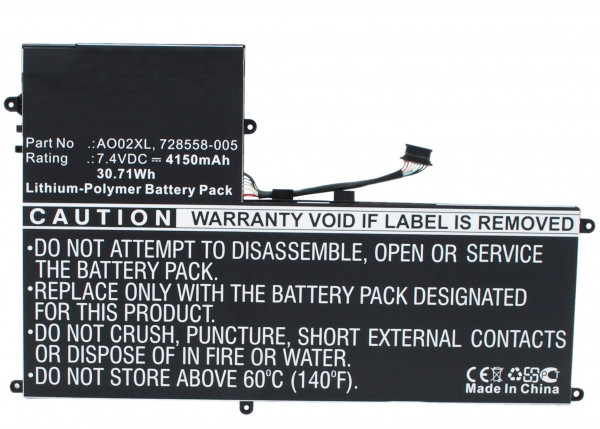 Part No :.AO02XL, 728558-005
Rating :.7.4VDC ⎓ 4150mAh
30.71Wh
Lithium-Polymer Battery Pack
CAUTION WARRANTY VOID IF LABEL IS REMOVED
•DO NOT ATTEMPT TO DISASSEMBLE, OPEN OR SERVICE
THE BATTERY PACK.
•REPLACE ONLY WITH THE BATTERY PACK DESIGNATED
FOR THIS PRODUCT.
•DO NOT CRUSH, PUNCTURE, SHORT EXTERNAL CONTACTS
OR DISPOSE OF IN FIRE OR WATER.
•DO NOT STORE ABOVE 60°C (140°F).
CE
Made In China